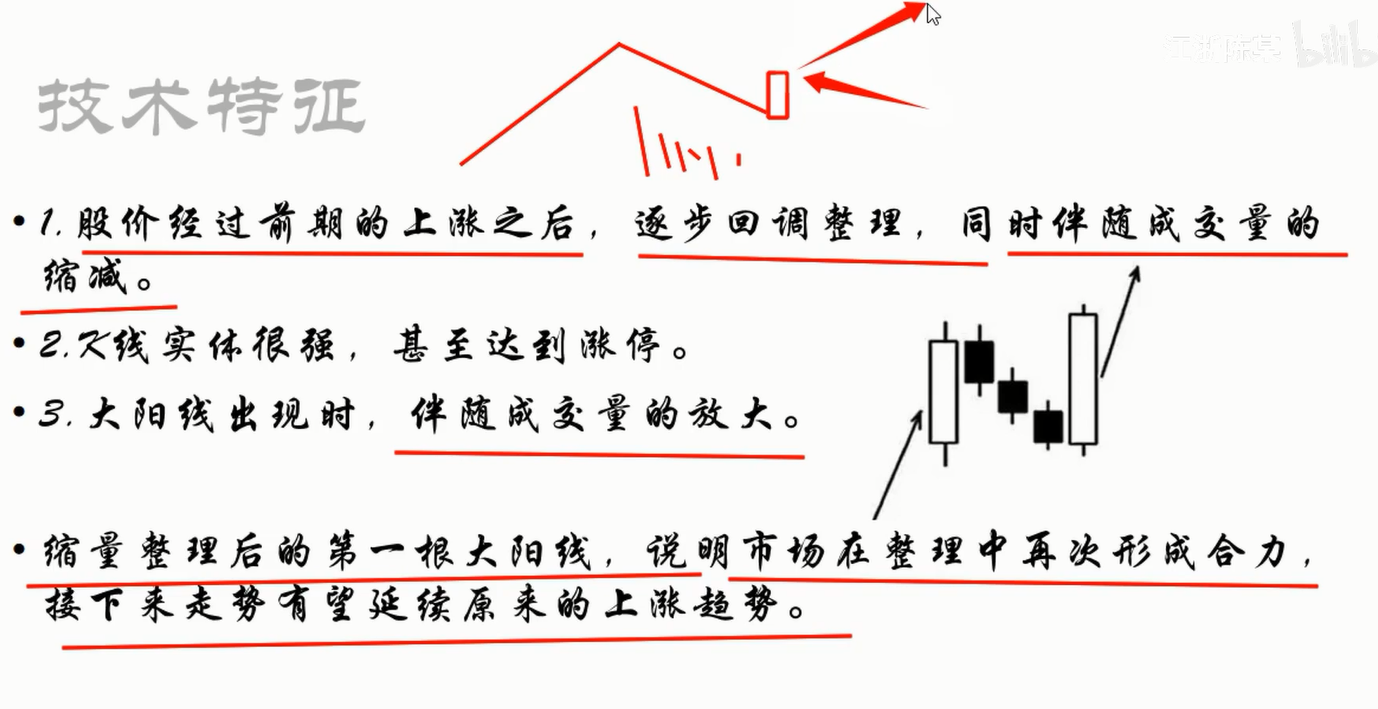 技术特征
• 1.股价经过前期的上涨之后，逐步回调整理，同时伴随成交量的
缩减。
• 2.K线实体很强，甚至达到涨停。
• 3.大阳线出现时，伴随成交量的放大。
• 缩量整理后的第一根大阳线，说明市场在整理中再次形成合力，
接下来走势有望延续原来的上涨趋势。
bilibili